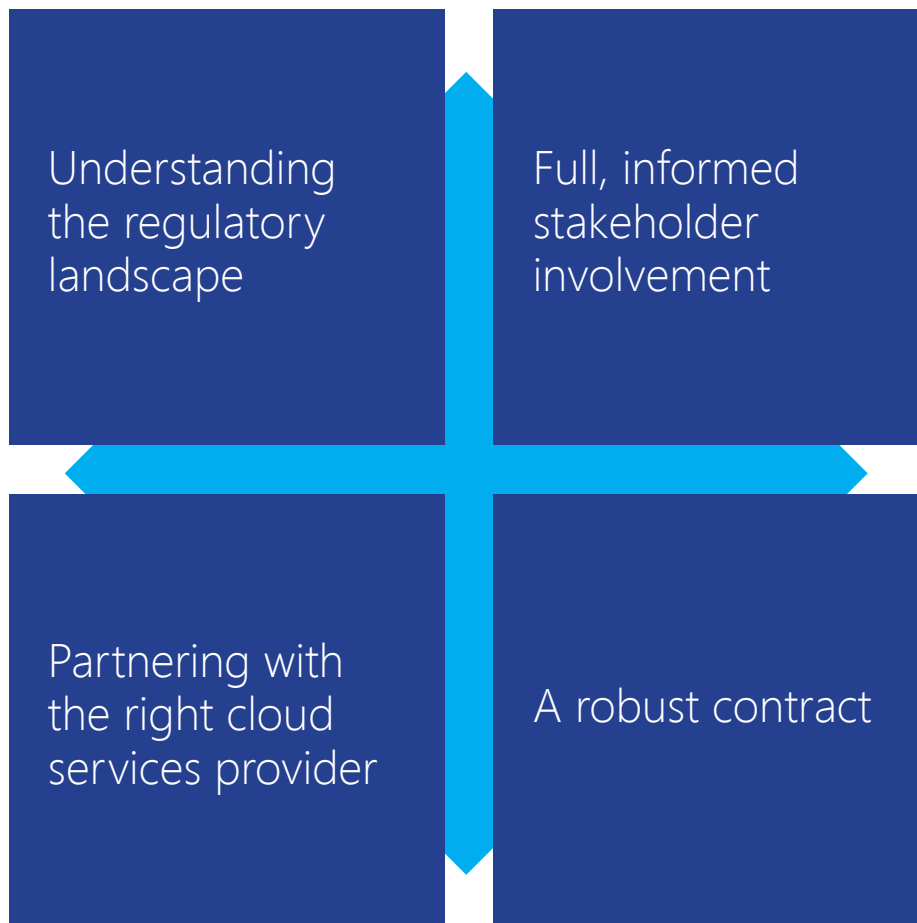 Understanding
the regulatory
landscape
Full, informed
stakeholder
involvement
Partnering with
the right cloud
services provider
A robust contract